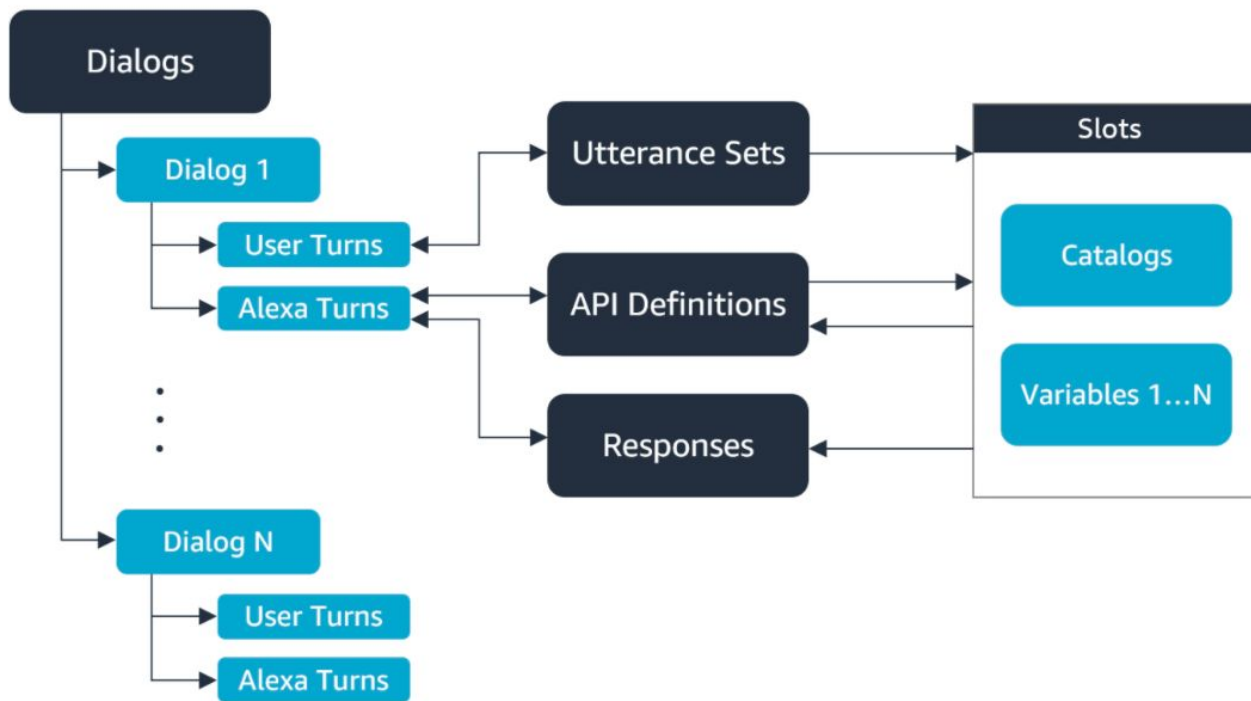 Dialogs
Dialog 1
User Turns
Alexa Turns
Dialog N
User Turns
Alexa Turns
Utterance Sets
API Definitions
Responses
Slots
Catalogs
Variables 1...N